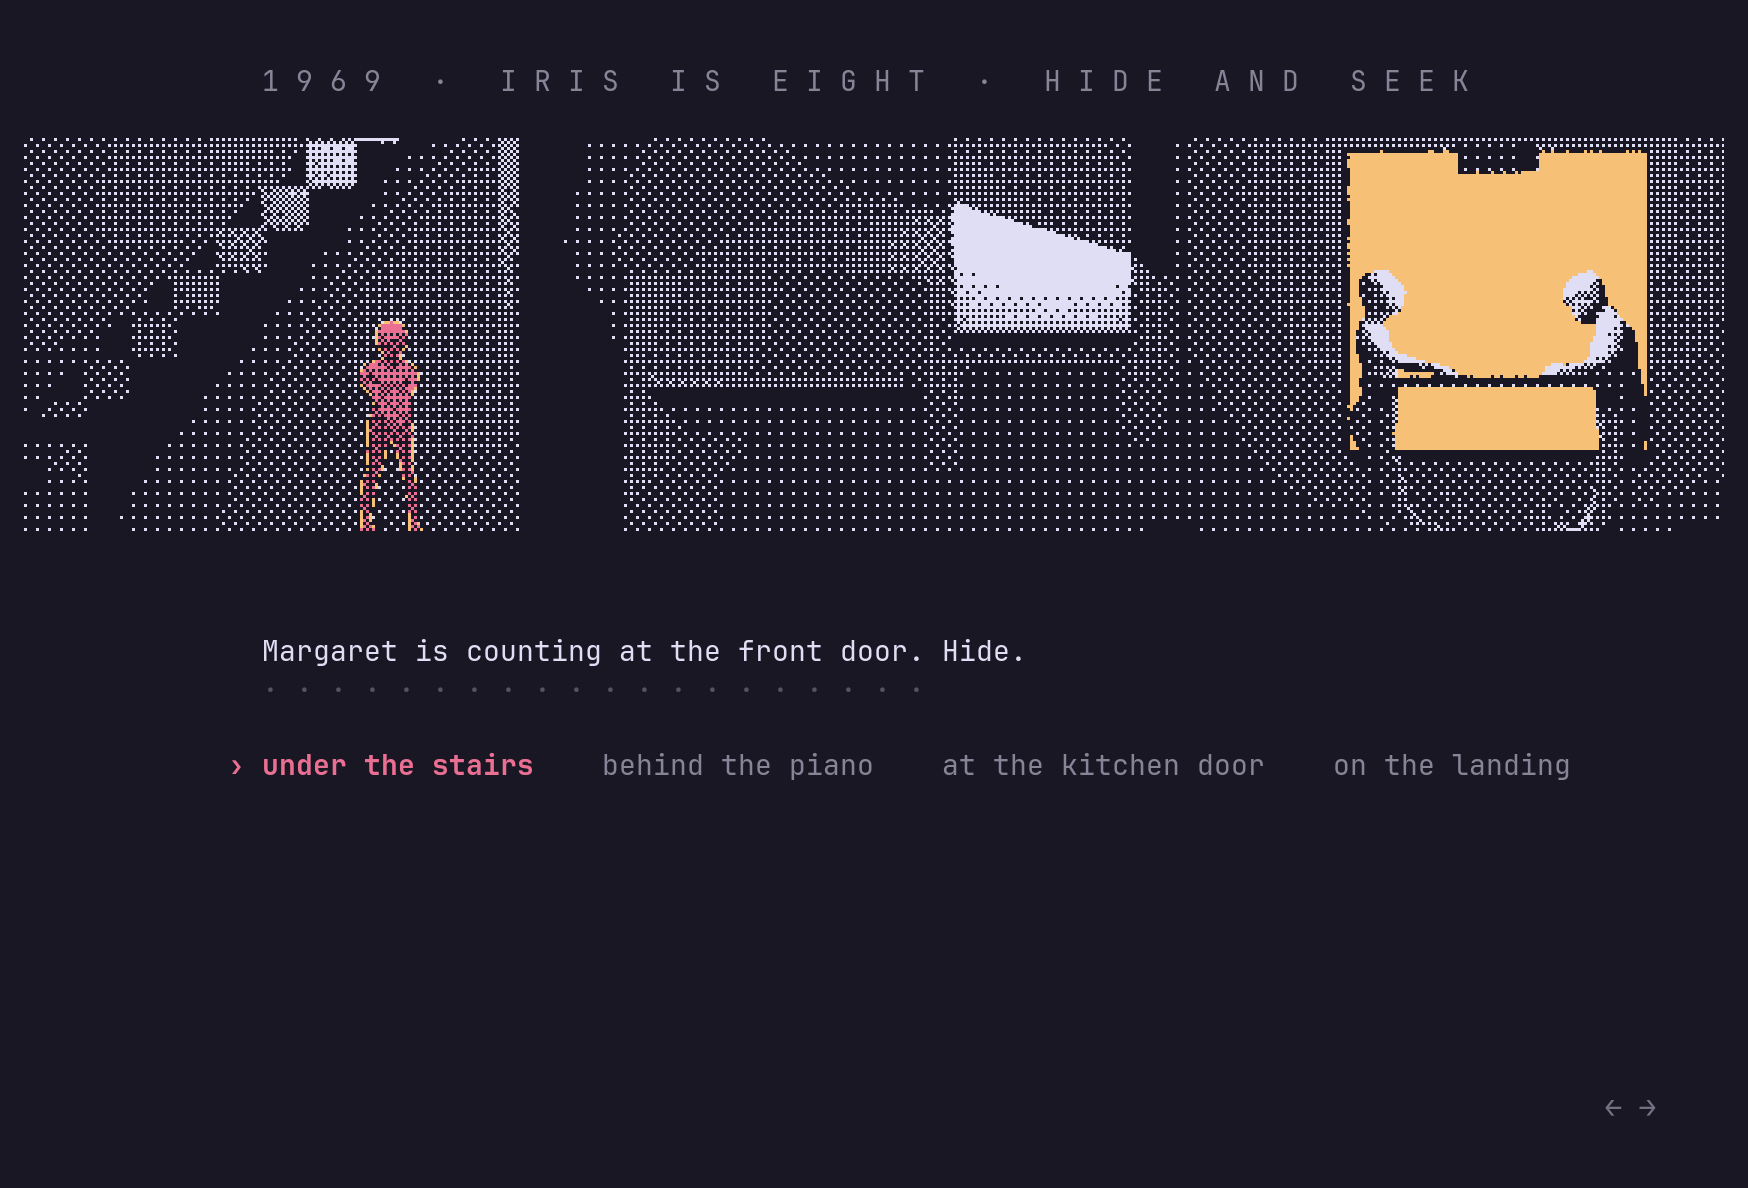 1969 · IRIS IS EIGHT · HIDE AND SEEK
Margaret is counting at the front door. Hide.
› under the stairs behind the piano at the kitchen door on the landing
← →